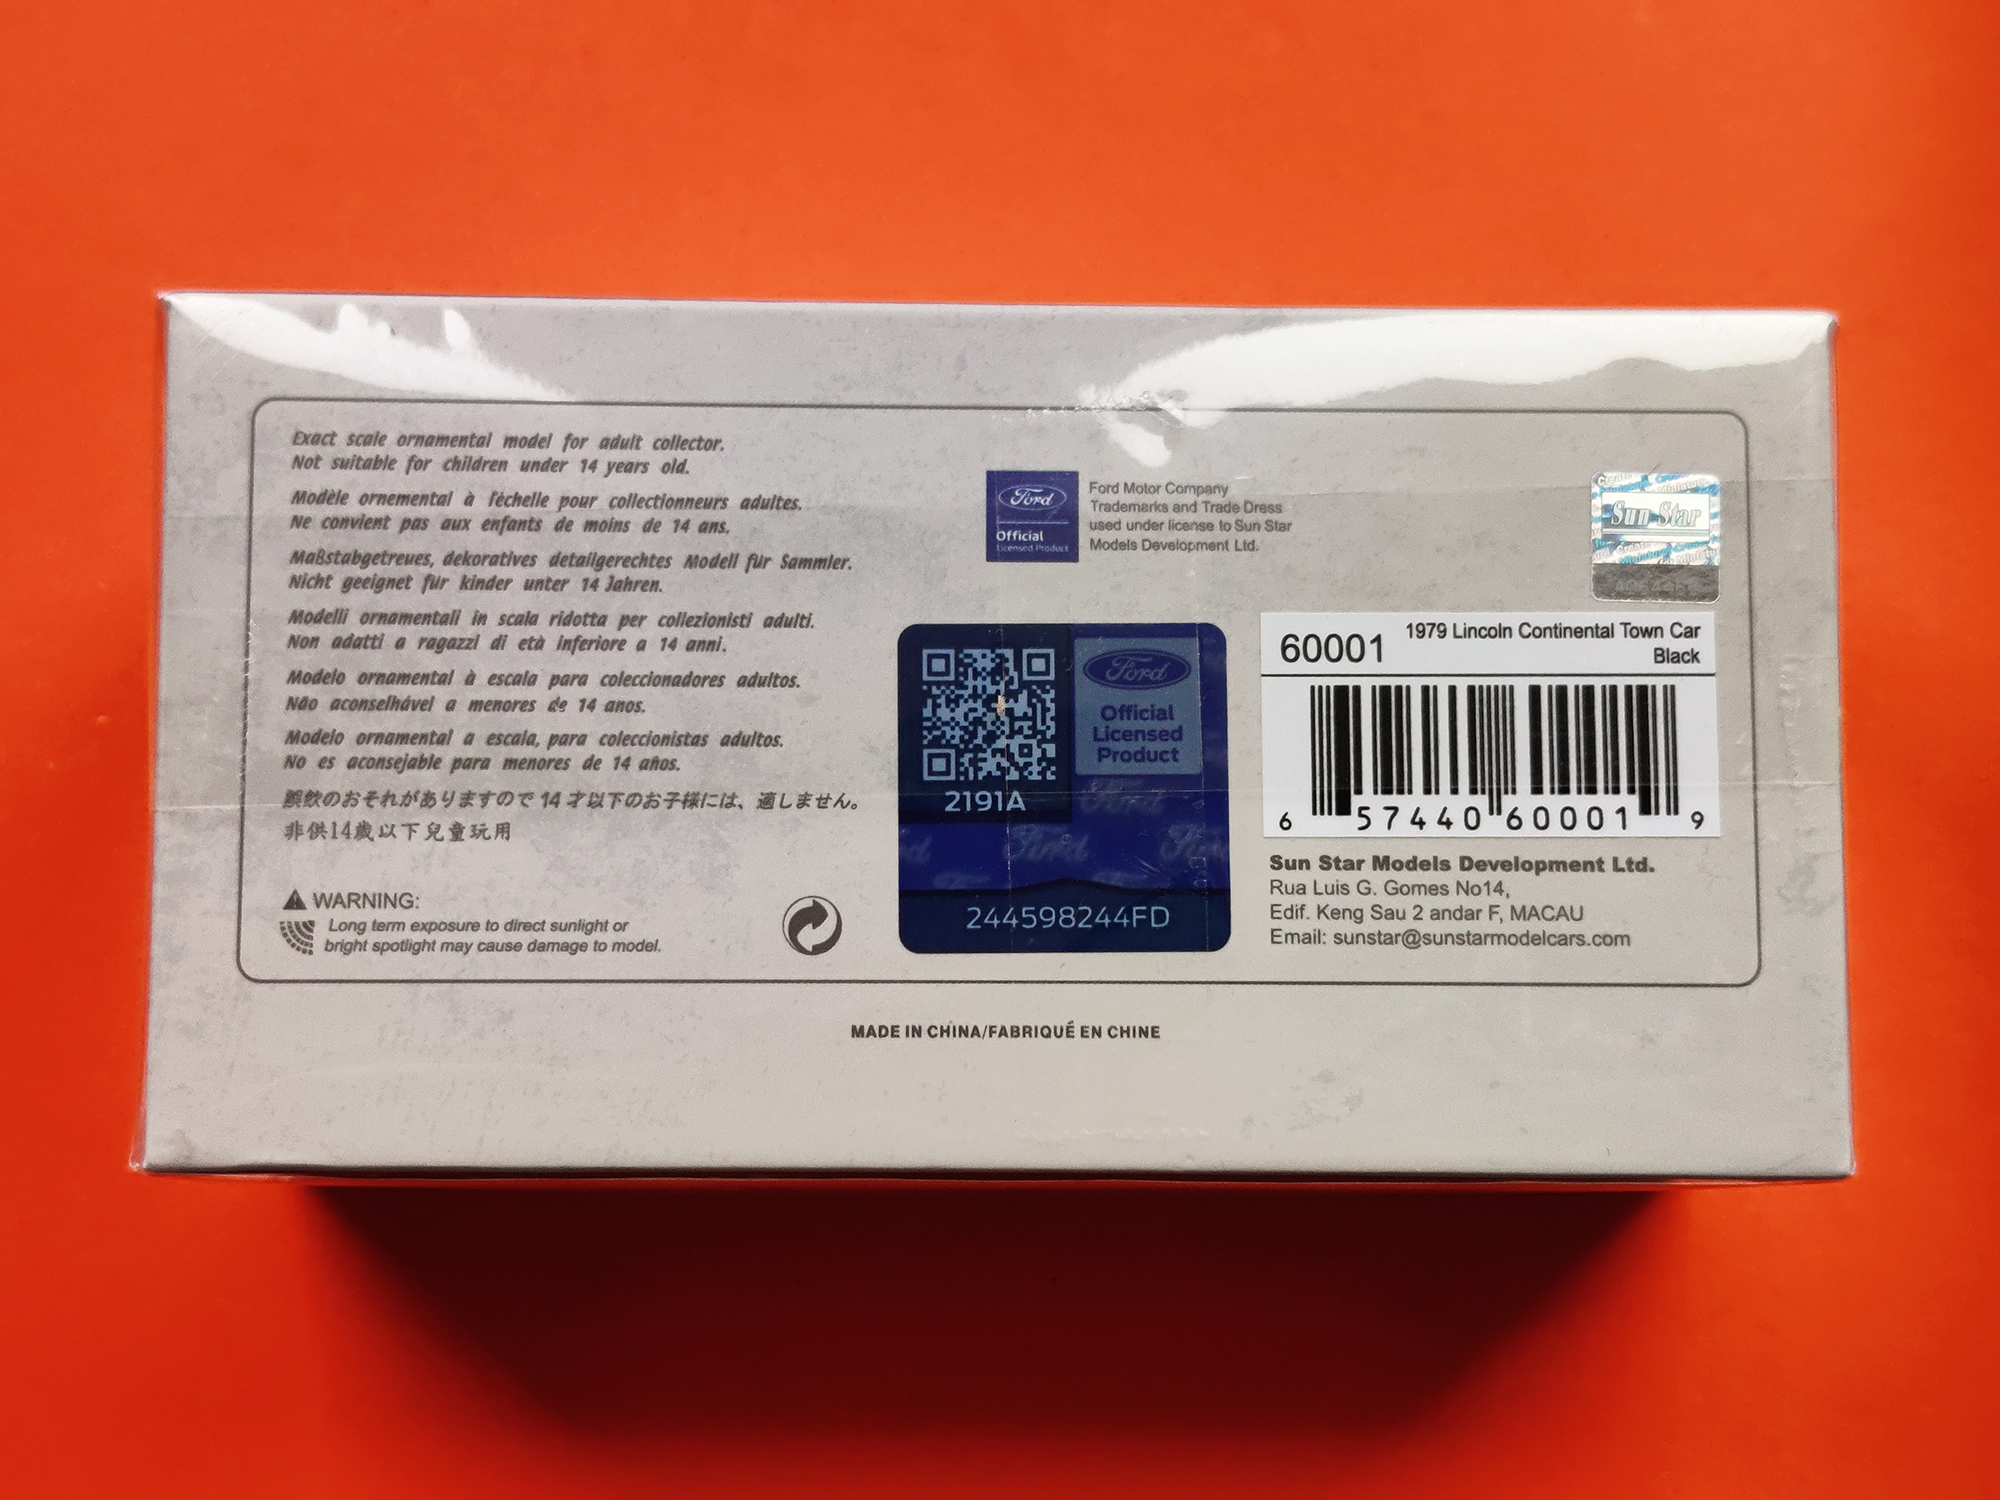 Exact scale ornamental model for adult collector.
Not suitable for children under 14 years old.
Modèle ornemental à l'échelle pour collectionneurs adultes.
Ne convient pas aux enfants de moins de 14 ans.
Maßstabgetreues, dekoratives detailgerechtes Modell für Sammler.
Nicht geeignet für kinder unter 14 Jahren.
Modelli ornamentali in scala ridotta per collezionisti adulti.
Non adatti a ragazzi di età inferiore a 14 anni.
Modelo ornamental à escala para coleccionadores adultos.
Não aconselhável a menores de 14 anos.
Modelo ornamental a escala, para coleccionistas adultos.
No es aconsejable para menores de 14 años.
誤飲のおそれがありますので 14 才以下のお子様には、適しません。
非供14歲以下兒童玩用
WARNING:
Long term exposure to direct sunlight or
bright spotlight may cause damage to model.
Ford
Official
Licensed Product
Ford Motor Company
Trademarks and Trade Dress
used under license to Sun Star
Models Development Ltd.
2191A
Ford
Official
Licensed
Product
Ford
Ford
244598244FD
Sun Star
60001
1979 Lincoln Continental Town Car
Black
6 57440 60001 9
Sun Star Models Development Ltd.
Rua Luis G. Gomes No14,
Edif. Keng Sau 2 andar F, MACAU
Email: sunstar@sunstarmodelcars.com
MADE IN CHINA/FABRIQUÉ EN CHINE